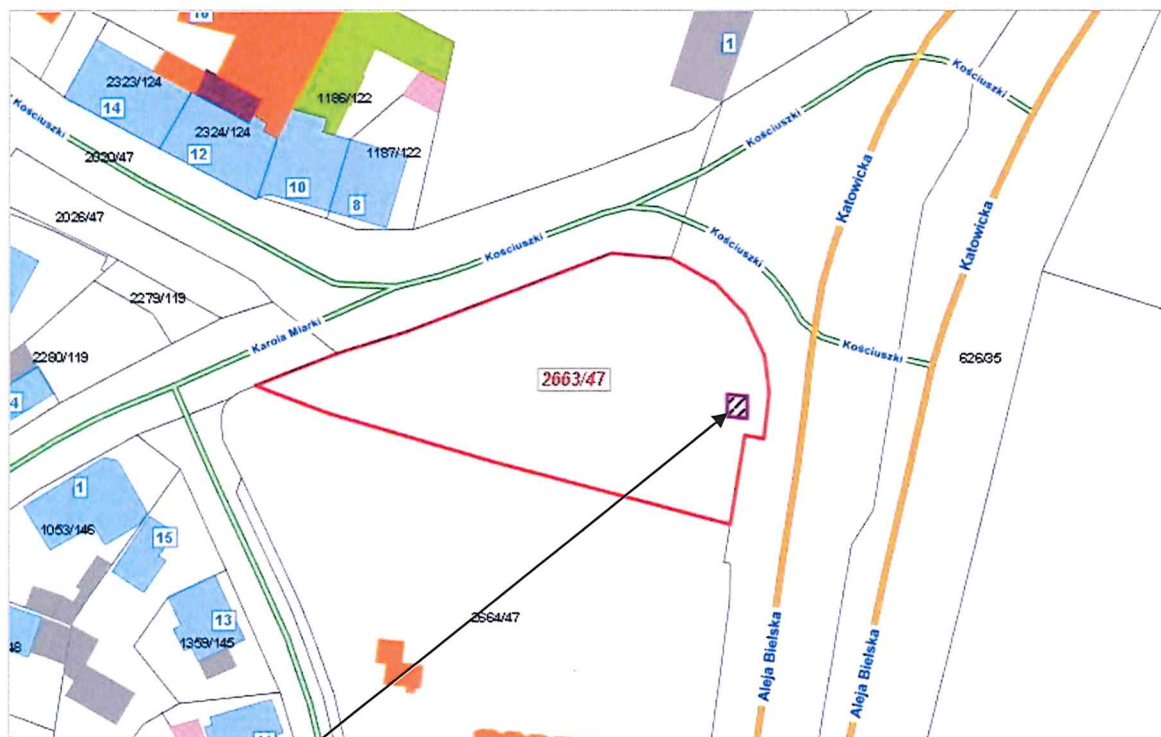 16
1
2323/124
14
2324/124
12
1186/122
1187/122
10
8
Kościuszki
2020/47
2026/47
2279/119
2280/119
4
Karola Miarki
Kościuszki
Kościuszki
Kościuszki
Kościuszki
Kościuszki
Katowicka
Katowicka
2663/47
626/35
1
1053/146
15
13
1359/145
48
2664/47
Aleja Bielska
Aleja Bielska